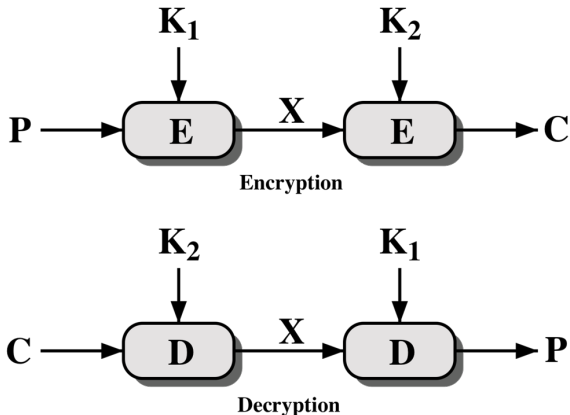 K₁ K₂
P E X E C
Encryption
K₂ K₁
C D X D P
Decryption